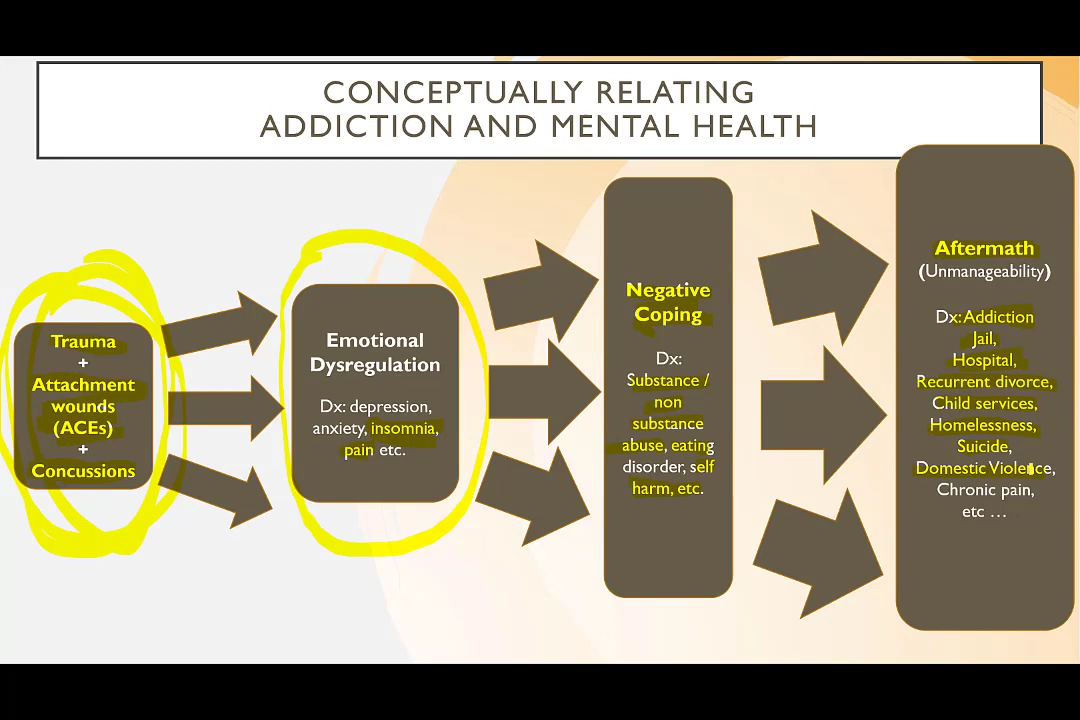 CONCEPTUALLY RELATING
ADDICTION AND MENTAL HEALTH
Trauma
+
Attachment
wounds
(ACEs)
+
Concussions
Emotional
Dysregulation
Dx: depression,
anxiety, insomnia,
pain etc.
Negative
Coping
Dx:
Substance /
non
substance
abuse, eating
disorder, self
harm, etc.
Aftermath
(Unmanageability)
Dx: Addiction
Jail,
Hospital,
Recurrent divorce,
Child services,
Homelessness,
Suicide,
Domestic Violence,
Chronic pain,
etc …